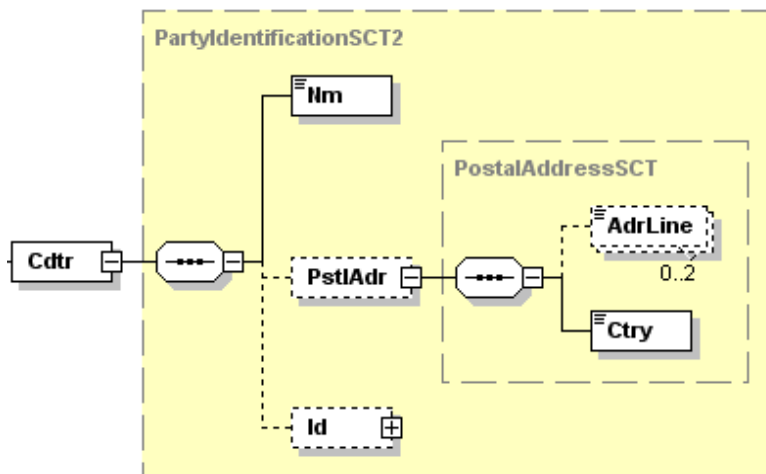 PartyIdentificationSCT2
Nm
PostalAddressSCT
AdrLine
Cdtr
PstlAdr
0..2
Ctry
Id